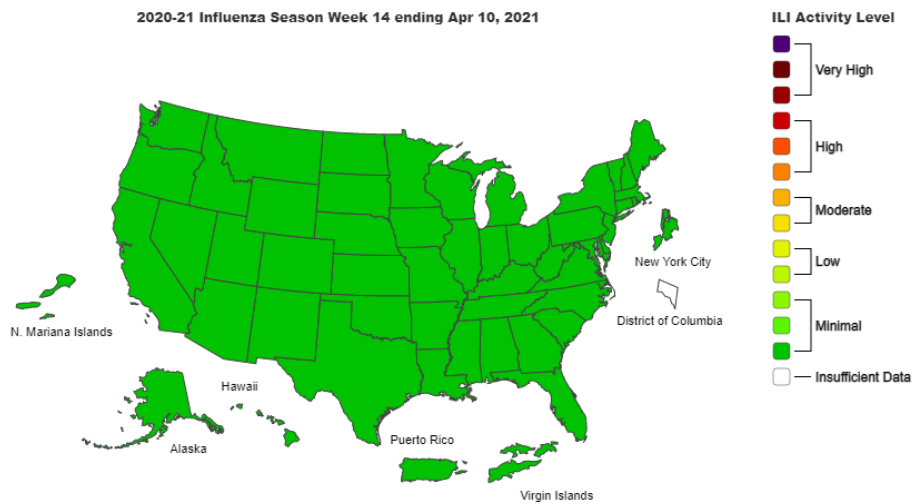 2020-21 Influenza Season Week 14 ending Apr 10, 2021
ILI Activity Level
Very High
High
Moderate
Low
Minimal
Insufficient Data
New York City
District of Columbia
N. Mariana Islands
Hawaii
Alaska
Puerto Rico
Virgin Islands